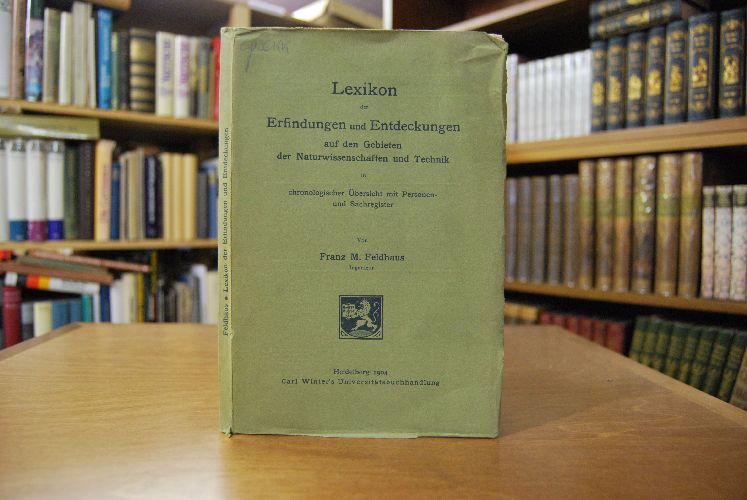 Lexikon
der
Erfindungen und Entdeckungen
auf den Gebieten
der Naturwissenschaften und Technik
in
chronologischer Übersicht mit Personen-
und Sachregister
Von
Franz M. Feldhaus
Ingenieur
Heidelberg 1904
Carl Winter's Universitätsbuchhandlung
Feldhaus • Lexikon der Erfindungen und Entdeckungen